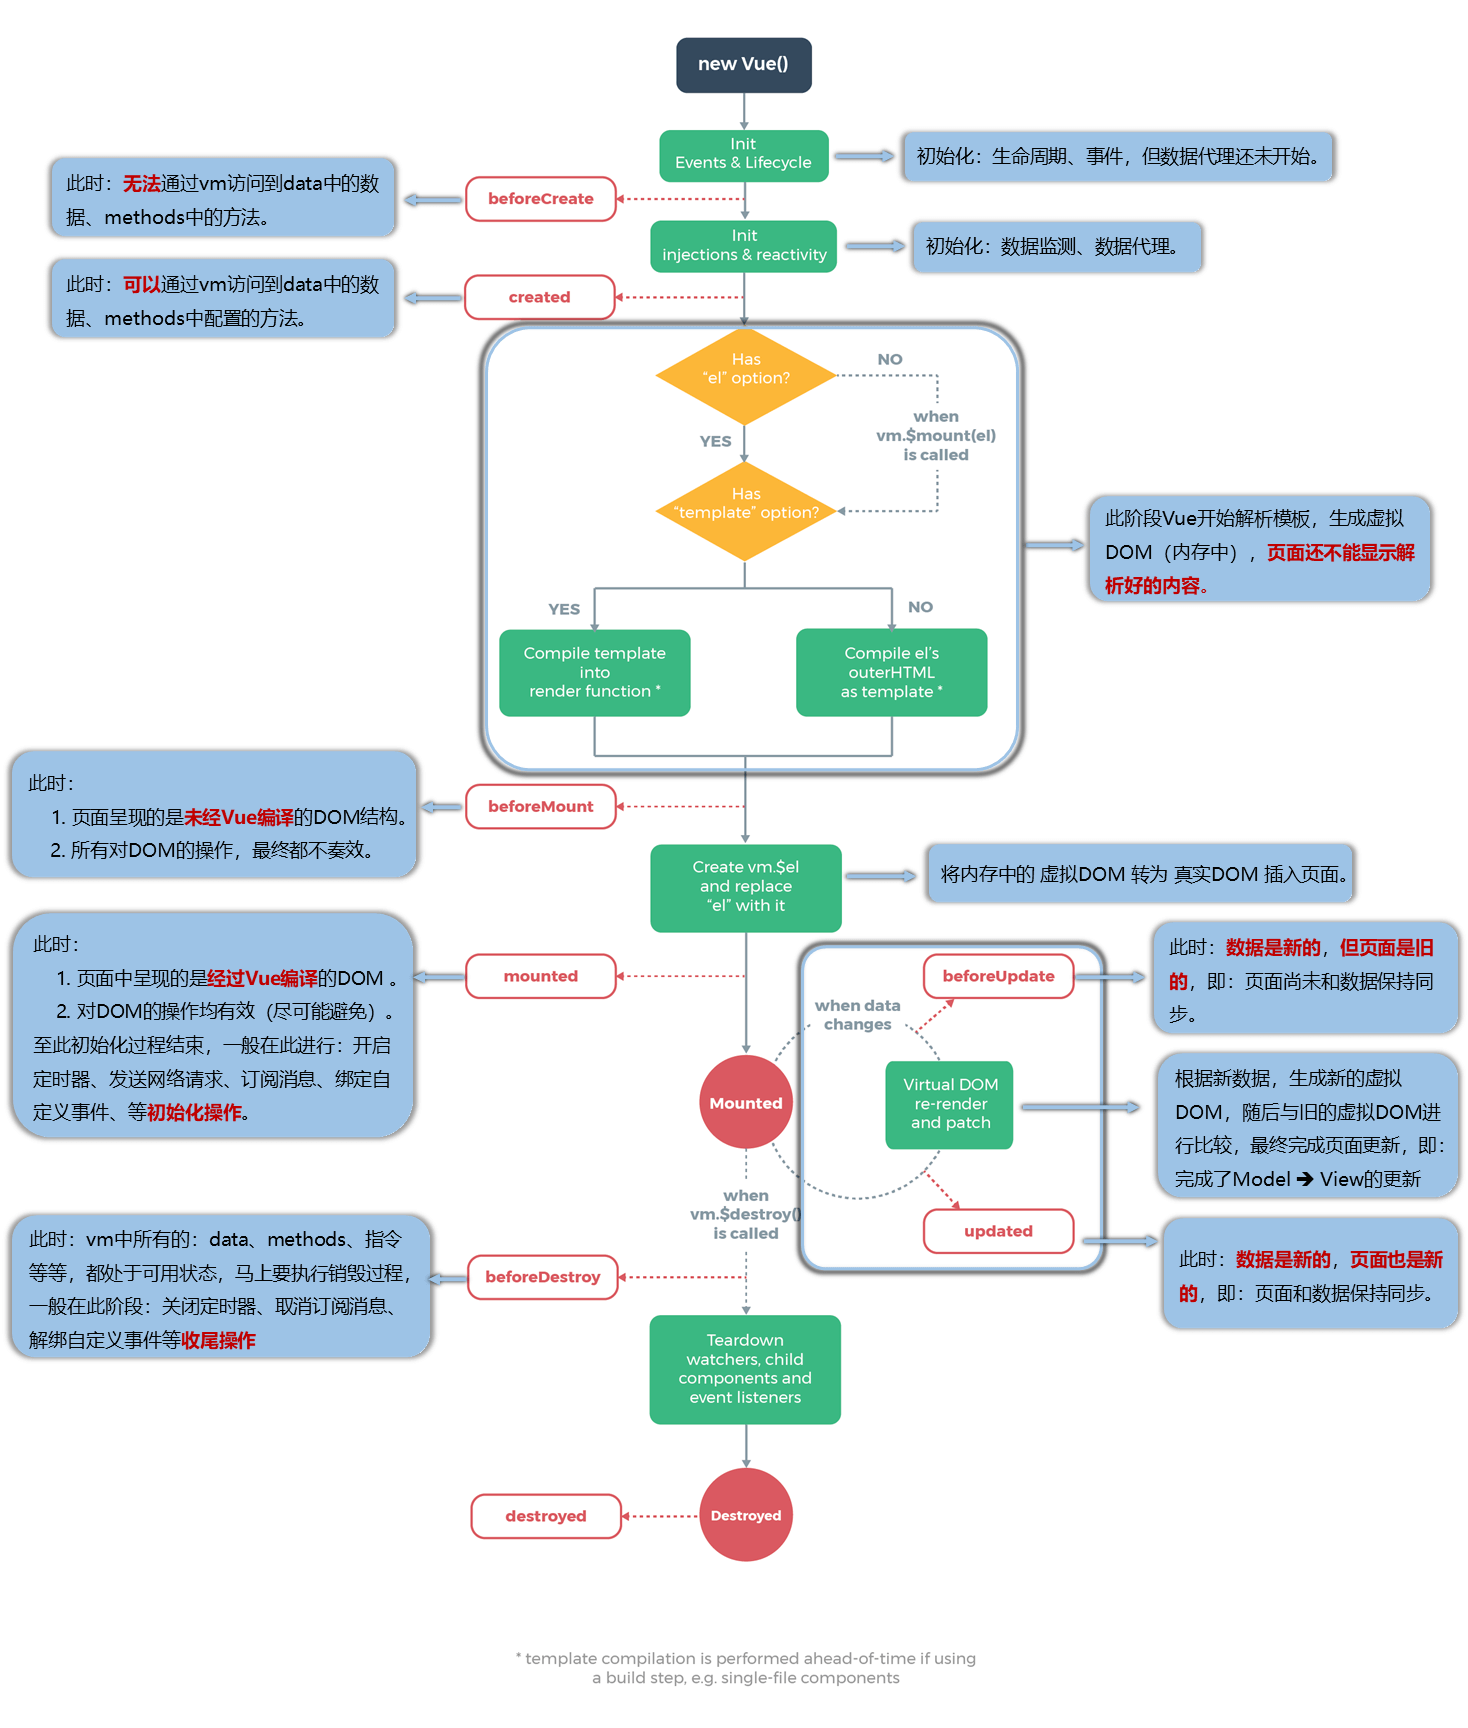 new Vue()
Init
Events & Lifecycle
初始化：生命周期、事件，但数据代理还未开始。
此时：无法通过vm访问到data中的数
据、methods中的方法。
beforeCreate
Init
injections & reactivity
初始化：数据监测、数据代理。
此时：可以通过vm访问到data中的数
据、methods中配置的方法。
created
Has
“el” option?
NO
when
vm.$mount(el)
is called
YES
Has
“template” option?
此阶段Vue开始解析模板，生成虚拟
DOM（内存中），页面还不能显示解
析好的内容。
YES
NO
Compile template
into
render function *
Compile el’s
outerHTML
as template *
此时：
1. 页面呈现的是未经Vue编译的DOM结构。
2. 所有对DOM的操作，最终都不奏效。
beforeMount
Create vm.$el
and replace
“el” with it
将内存中的 虚拟DOM 转为 真实DOM 插入页面。
此时：
1. 页面中呈现的是经过Vue编译的DOM 。
2. 对DOM的操作均有效（尽可能避免）。
至此初始化过程结束，一般在此进行：开启
定时器、发送网络请求、订阅消息、绑定自
定义事件、等初始化操作。
mounted
beforeUpdate
此时：数据是新的，但页面是旧
的，即：页面尚未和数据保持同
步。
when data
changes
Mounted
Virtual DOM
re-render
and patch
根据新数据，生成新的虚拟
DOM，随后与旧的虚拟DOM进
行比较，最终完成页面更新，即：
完成了Model ➔ View的更新
when
vm.$destroy()
is called
updated
此时：数据是新的，页面也是新
的，即：页面和数据保持同步。
此时：vm中所有的：data、methods、指令
等等，都处于可用状态，马上要执行销毁过程，
一般在此阶段：关闭定时器、取消订阅消息、
解绑自定义事件等收尾操作
beforeDestroy
Teardown
watchers, child
components and
event listeners
destroyed
Destroyed
* template compilation is performed ahead-of-time if using
a build step, e.g. single-file components